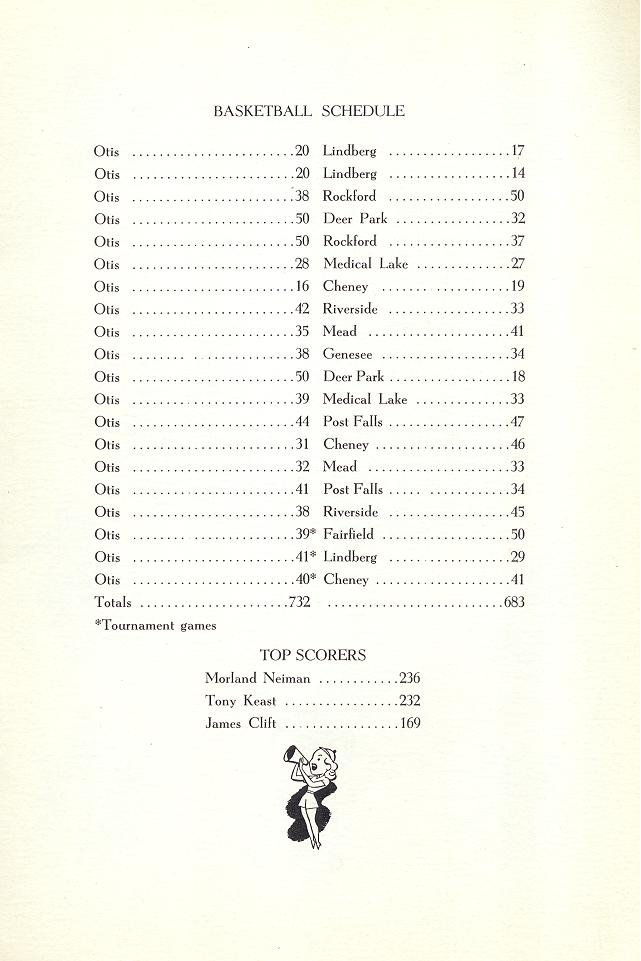 BASKETBALL SCHEDULE
Otis ........................20 Lindberg ..................17
Otis ........................20 Lindberg ..................14
Otis ........................38 Rockford ..................50
Otis ........................50 Deer Park .................32
Otis ........................50 Rockford ..................37
Otis ........................28 Medical Lake ..............27
Otis ........................16 Cheney ...................19
Otis ........................42 Riverside ..................33
Otis ........................35 Mead .....................41
Otis ........................38 Genesee ...................34
Otis ........................50 Deer Park ..................18
Otis ........................39 Medical Lake ..............33
Otis ........................44 Post Falls ..................47
Otis ........................31 Cheney ....................46
Otis ........................32 Mead .....................33
Otis ........................41 Post Falls ..................34
Otis ........................38 Riverside ..................45
Otis ........................39* Fairfield ...................50
Otis ........................41* Lindberg ..................29
Otis ........................40* Cheney ....................41
Totals ......................732 ..........................683
*Tournament games
TOP SCORERS
Morland Neiman ............236
Tony Keast .................232
James Clift .................169